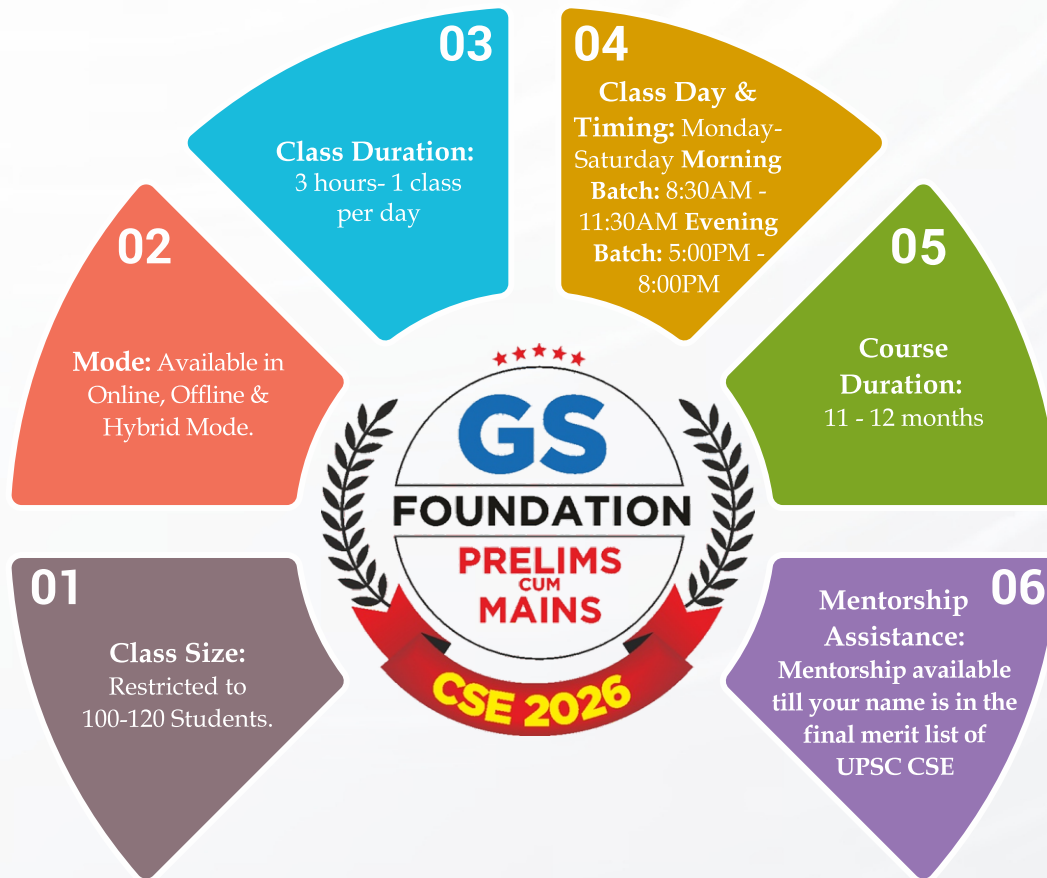 01
Class Size:
Restricted to
100-120 Students.
02
Mode: Available in
Online, Offline &
Hybrid Mode.
03
Class Duration:
3 hours- 1 class
per day
04
Class Day &
Timing: Monday-
Saturday Morning
Batch: 8:30AM -
11:30AM Evening
Batch: 5:00PM -
8:00PM
05
Course
Duration:
11 - 12 months
06
Mentorship
Assistance:
Mentorship available
till your name is in the
final merit list of
UPSC CSE
GS
FOUNDATION
PRELIMS
CUM
MAINS
CSE 2026